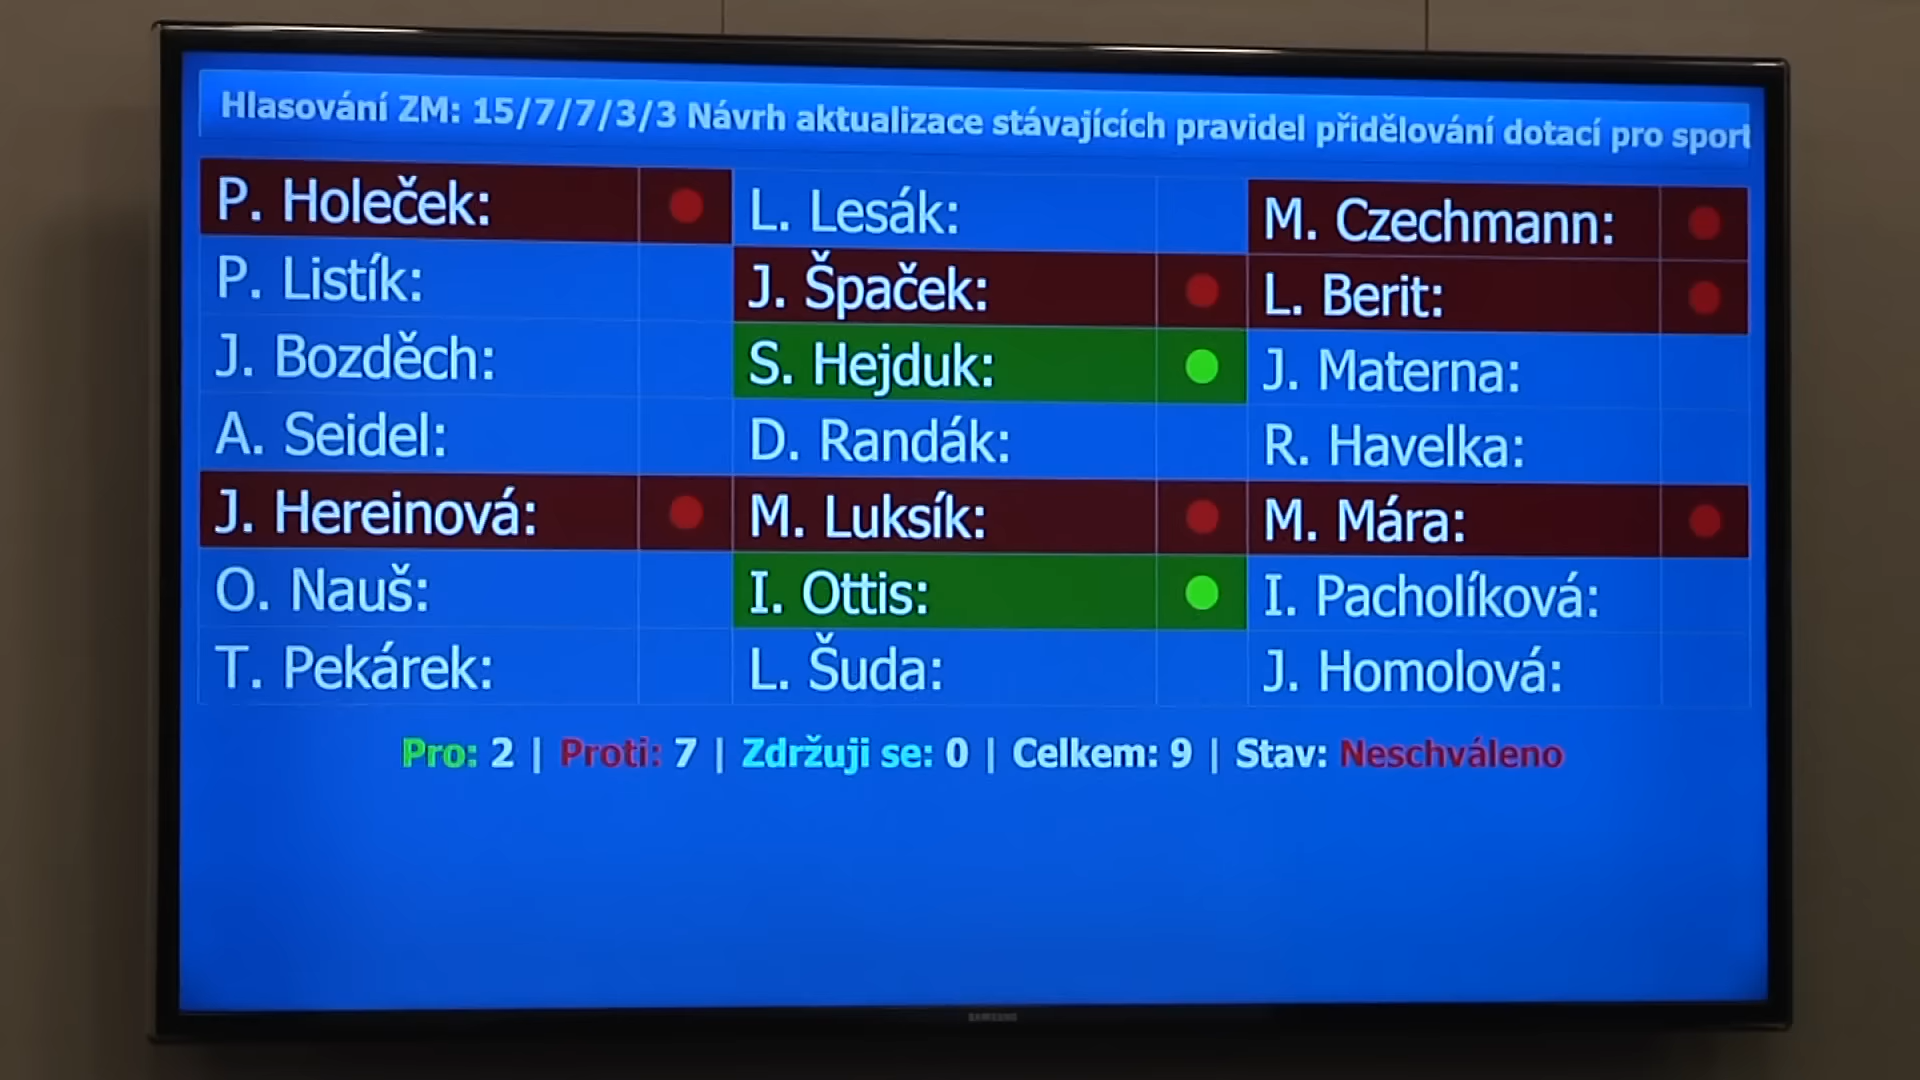 Hlasování ZM: 15/7/7/3/3 Návrh aktualizace stávajících pravidel přidělování dotací pro sport
P. Holeček: L. Lesák: M. Czechmann:
P. Listík: J. Špaček: L. Berit:
J. Bozděch: S. Hejduk: J. Materna:
A. Seidel: D. Randák: R. Havelka:
J. Hereinová: M. Luksík: M. Mára:
O. Nauš: I. Ottis: I. Pacholíková:
T. Pekárek: L. Šuda: J. Homolová:
Pro: 2 | Proti: 7 | Zdržuji se: 0 | Celkem: 9 | Stav: Neschváleno
SAMSUNG